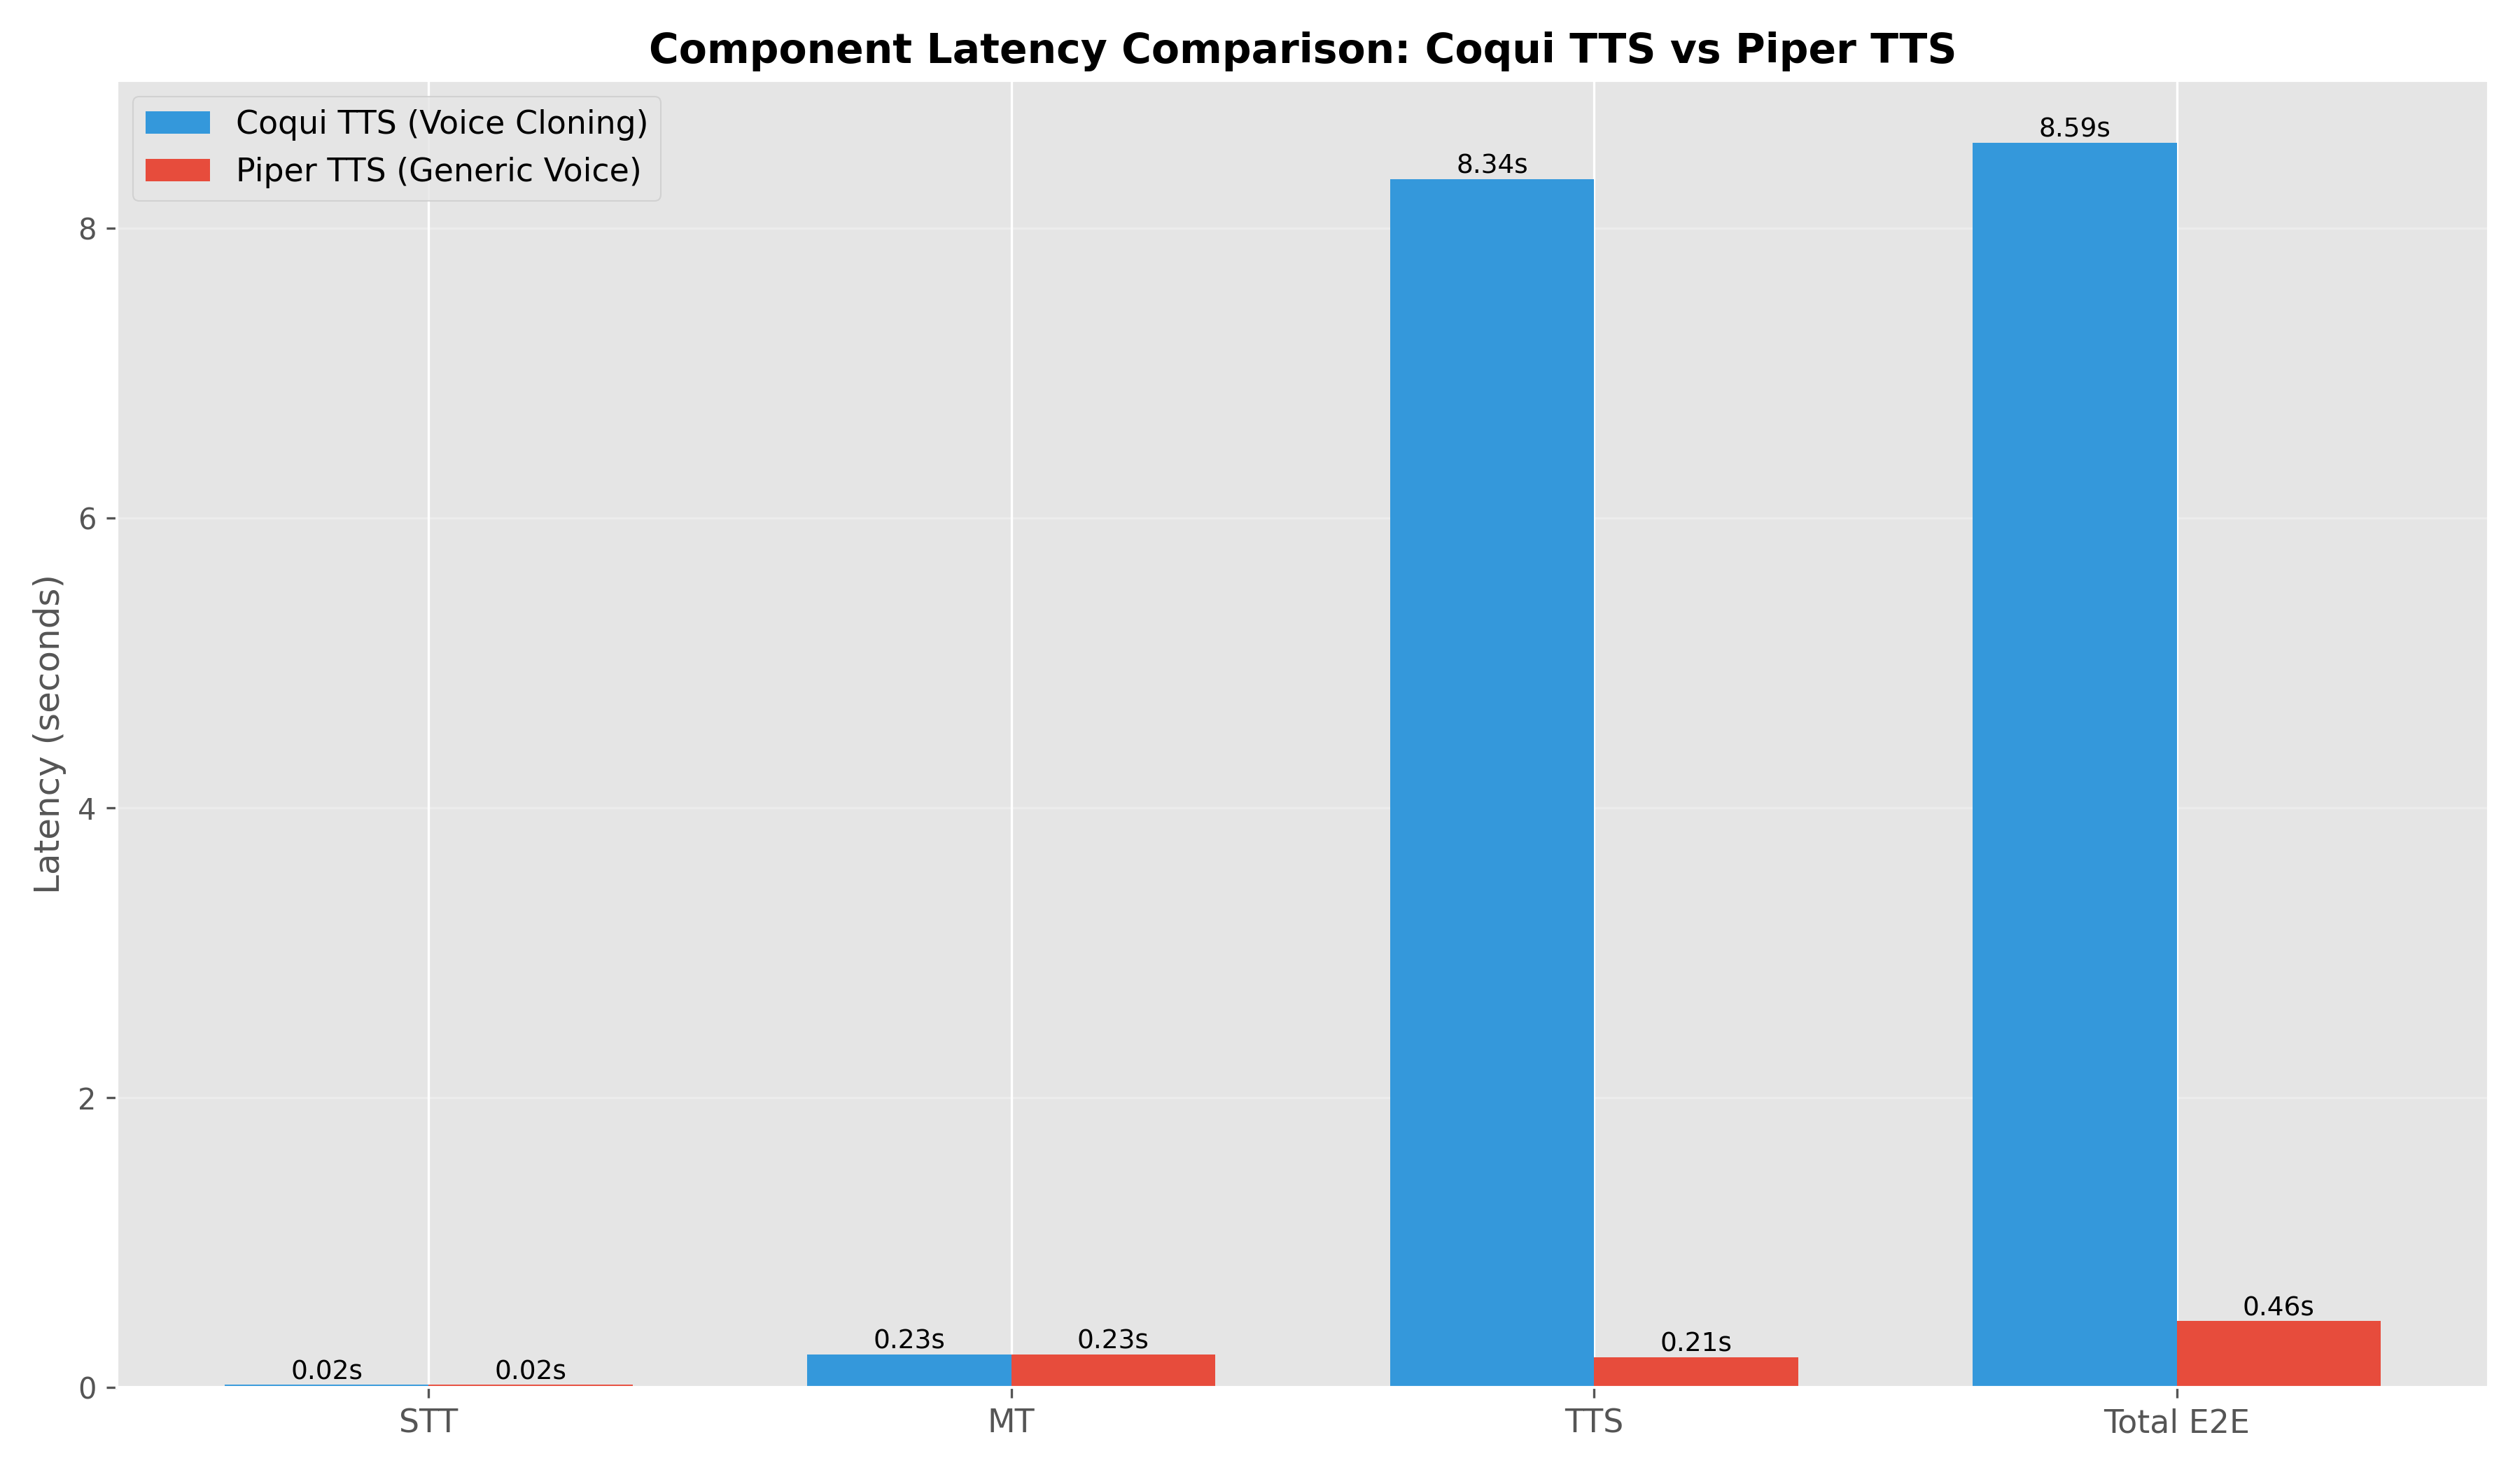 Component Latency Comparison: Coqui TTS vs Piper TTS
Coqui TTS (Voice Cloning)
Piper TTS (Generic Voice)
Latency (seconds)
8
6
4
2
0
0.02s
0.02s
0.23s
0.23s
8.34s
0.21s
8.59s
0.46s
STT
MT
TTS
Total E2E